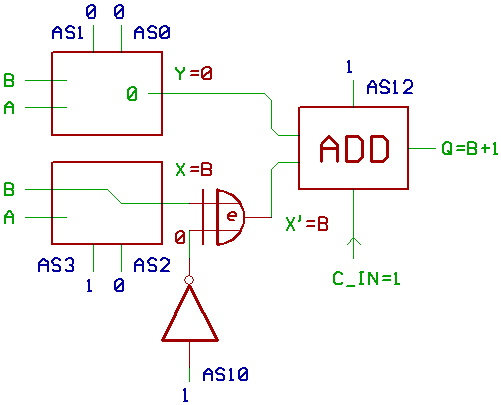 0 0
AS1 AS0
1
B
Y=0
AS12
0
A
ADD
Q=B+1
B
X=B
A
e
X'=B
0
AS3 AS2
C_IN=1
1 0
AS10
1